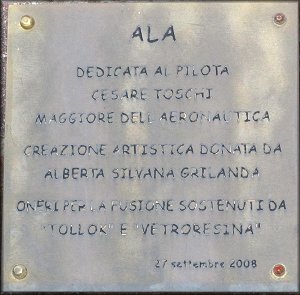 ALA
DEDICATA AL PILOTA
CESARE TOSCHI
MAGGIORE DELL'AERONAUTICA
CREAZIONE ARTISTICA DONATA DA
ALBERTA SILVANA GRILANDA
ONERI PER LA FUSIONE SOSTENUTI DA
"TOLLOK" E "VETRORESINA"
27 settembre 2008